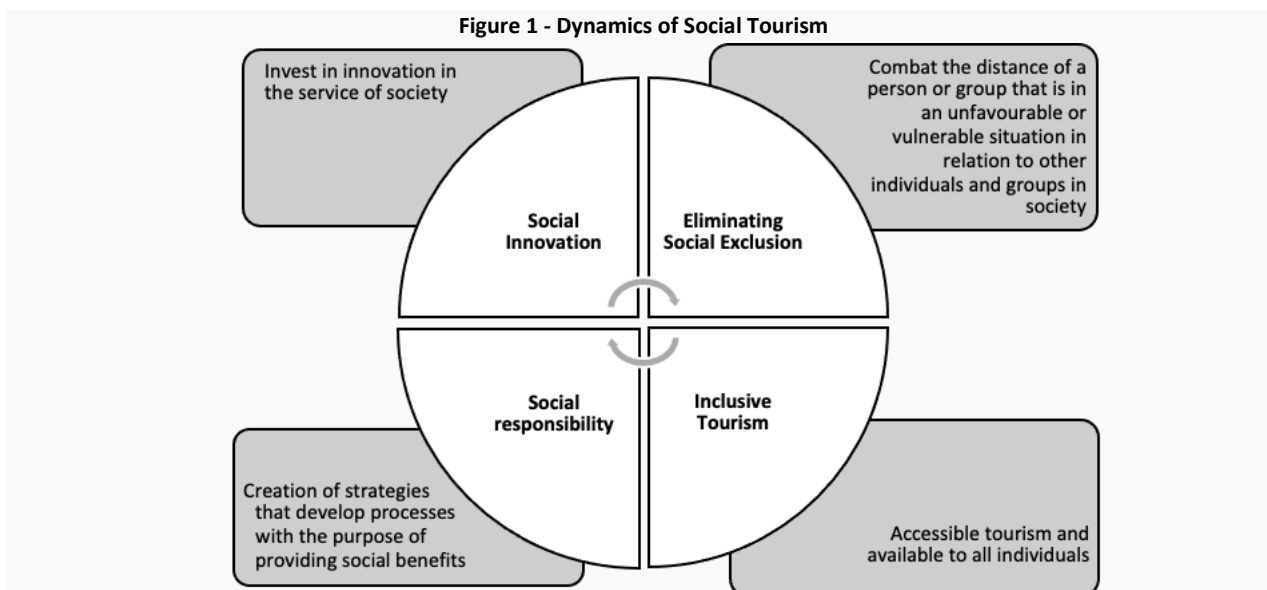 Figure 1 - Dynamics of Social Tourism
Invest in innovation in
the service of society
Combat the distance of a
person or group that is in
an unfavourable or
vulnerable situation in
relation to other
individuals and groups in
society
Social
Innovation
Eliminating
Social Exclusion
Social
responsibility
Inclusive
Tourism
Creation of strategies
that develop processes
with the purpose of
providing social benefits
Accessible tourism and
available to all individuals